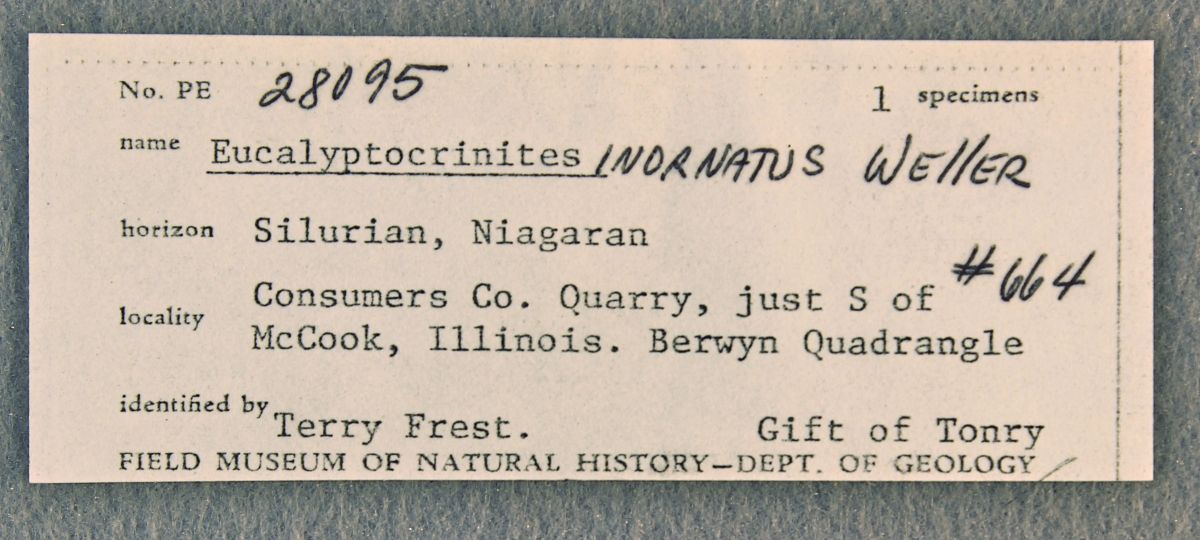 No. PE 28095 1 specimens
name Eucalyptocrinites INORNATUS WELLER
horizon Silurian, Niagaran
#664
locality Consumers Co. Quarry, just S of
McCook, Illinois. Berwyn Quadrangle
identified by Terry Frest. Gift of Tonry
FIELD MUSEUM OF NATURAL HISTORY—DEPT. OF GEOLOGY